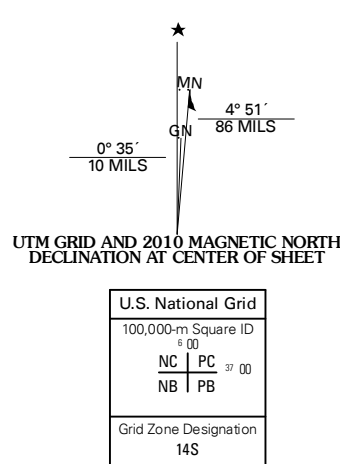 MN
4° 51´
86 MILS
GN
0° 35´
10 MILS
UTM GRID AND 2010 MAGNETIC NORTH
DECLINATION AT CENTER OF SHEET
U.S. National Grid
100,000-m Square ID
6 00
NC PC 37 00
NB PB
Grid Zone Designation
14S